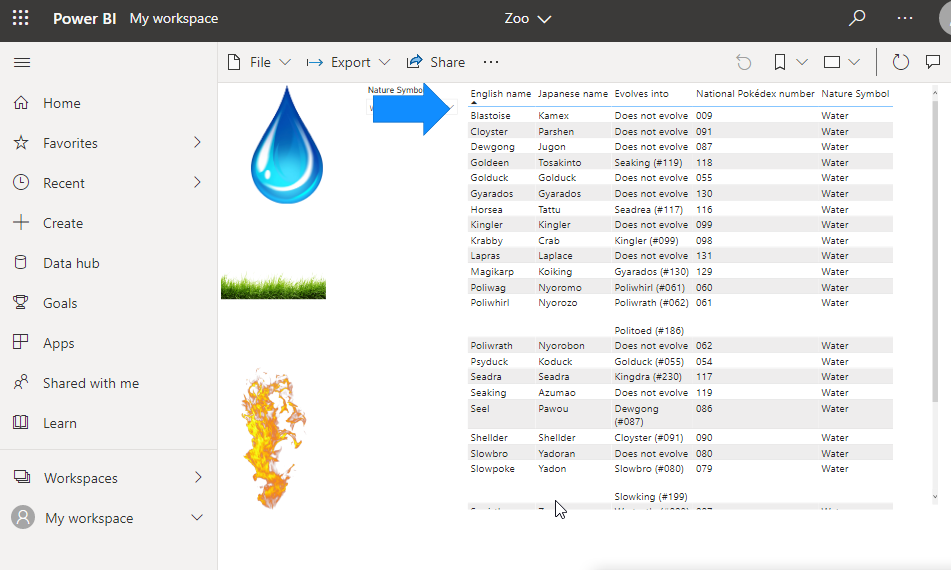 Power BI My workspace Zoo
File Export Share ...
Home
Favorites
Recent
Create
Data hub
Goals
Apps
Shared with me
Learn
Workspaces
My workspace
Nature Symbol
English name Japanese name Evolves into National Pokédex number Nature Symbol
Blastoise Kamex Does not evolve 009 Water
Cloyster Parshen Does not evolve 091 Water
Dewgong Jugon Does not evolve 087 Water
Goldeen Tosakinto Seaking (#119) 118 Water
Golduck Golduck Does not evolve 055 Water
Gyarados Gyarados Does not evolve 130 Water
Horsea Tattu Seadrea (#117) 116 Water
Kingler Kingler Does not evolve 099 Water
Krabby Crab Kingler (#099) 098 Water
Lapras Laplace Does not evolve 131 Water
Magikarp Koiking Gyarados (#130) 129 Water
Poliwag Nyoromo Poliwhirl (#061) 060 Water
Poliwhirl Nyorozo Poliwrath (#062) 061 Water
Politoed (#186)
Poliwrath Nyorobon Does not evolve 062 Water
Psyduck Koduck Golduck (#055) 054 Water
Seadra Seadra Kingdra (#230) 117 Water
Seaking Azumao Does not evolve 119 Water
Seel Pawou Dewgong 086 Water
(#087)
Shellder Shellder Cloyster (#091) 090 Water
Slowbro Yadoran Does not evolve 080 Water
Slowpoke Yadon Slowbro (#080) 079 Water
Slowking (#199)